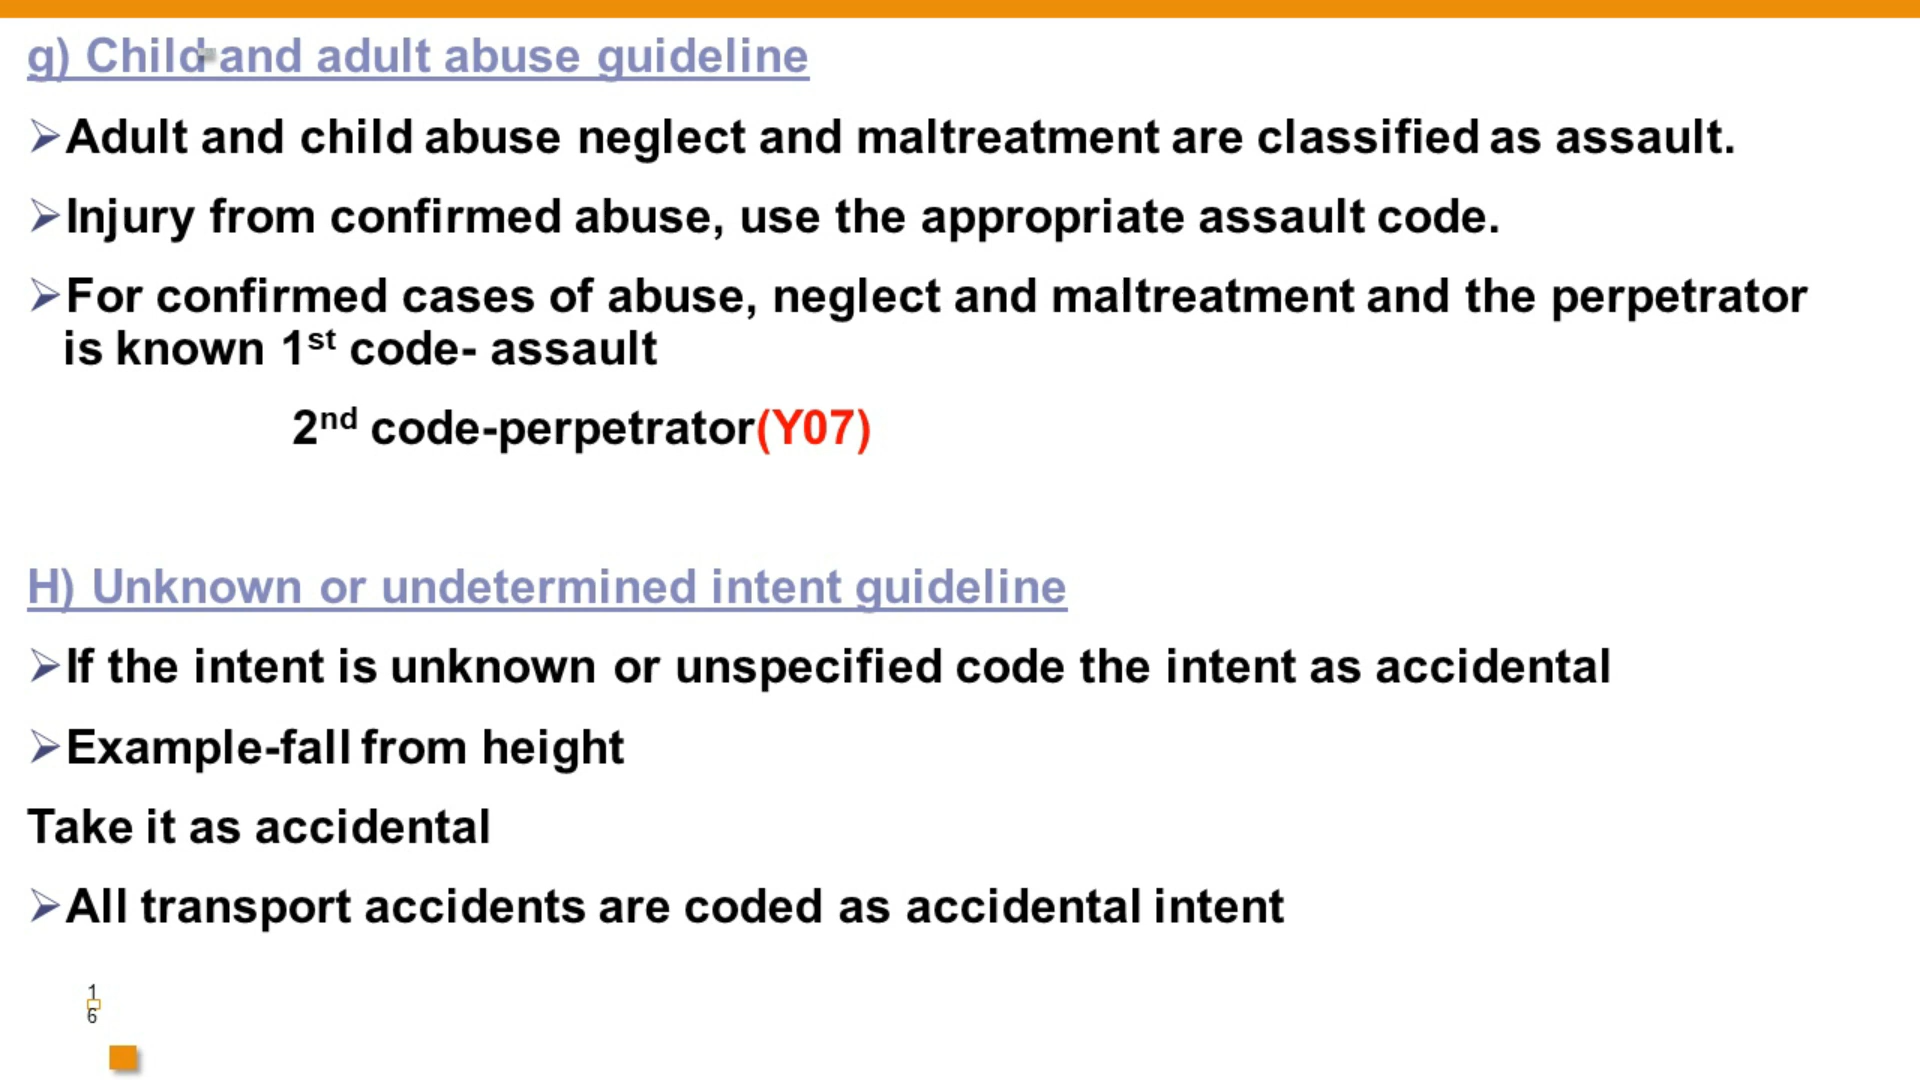 g) Child and adult abuse guideline
➢Adult and child abuse neglect and maltreatment are classified as assault.
➢Injury from confirmed abuse, use the appropriate assault code.
➢For confirmed cases of abuse, neglect and maltreatment and the perpetrator
is known 1st code- assault
2nd code-perpetrator(Y07)
H) Unknown or undetermined intent guideline
➢If the intent is unknown or unspecified code the intent as accidental
➢Example-fall from height
Take it as accidental
➢All transport accidents are coded as accidental intent
1
6